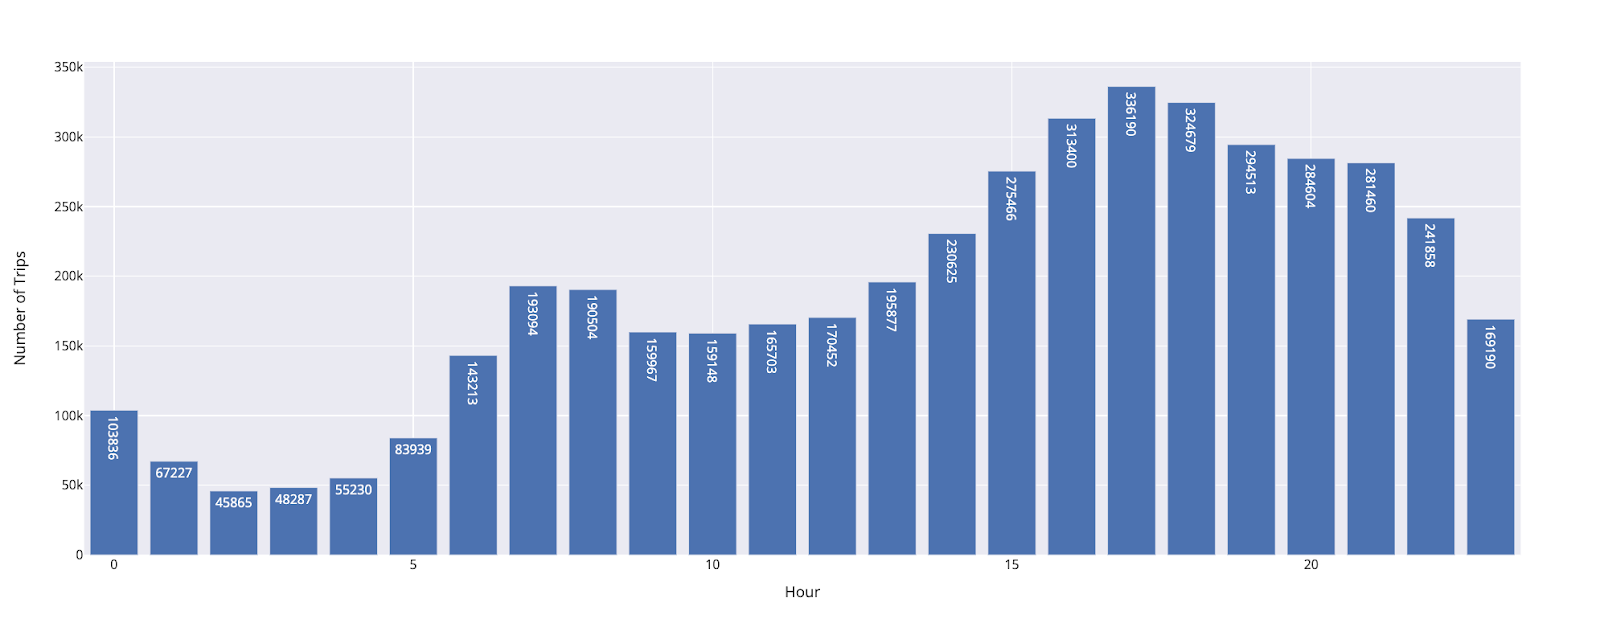 350k
300k
250k
200k
150k
100k
50k
0
Number of Trips
103836
67227
45865
48287
55230
83939
143213
193094
190504
159967
159148
165703
170452
195877
230625
275466
313400
336190
324679
294513
284604
281460
241858
169190
0 5 10 15 20
Hour